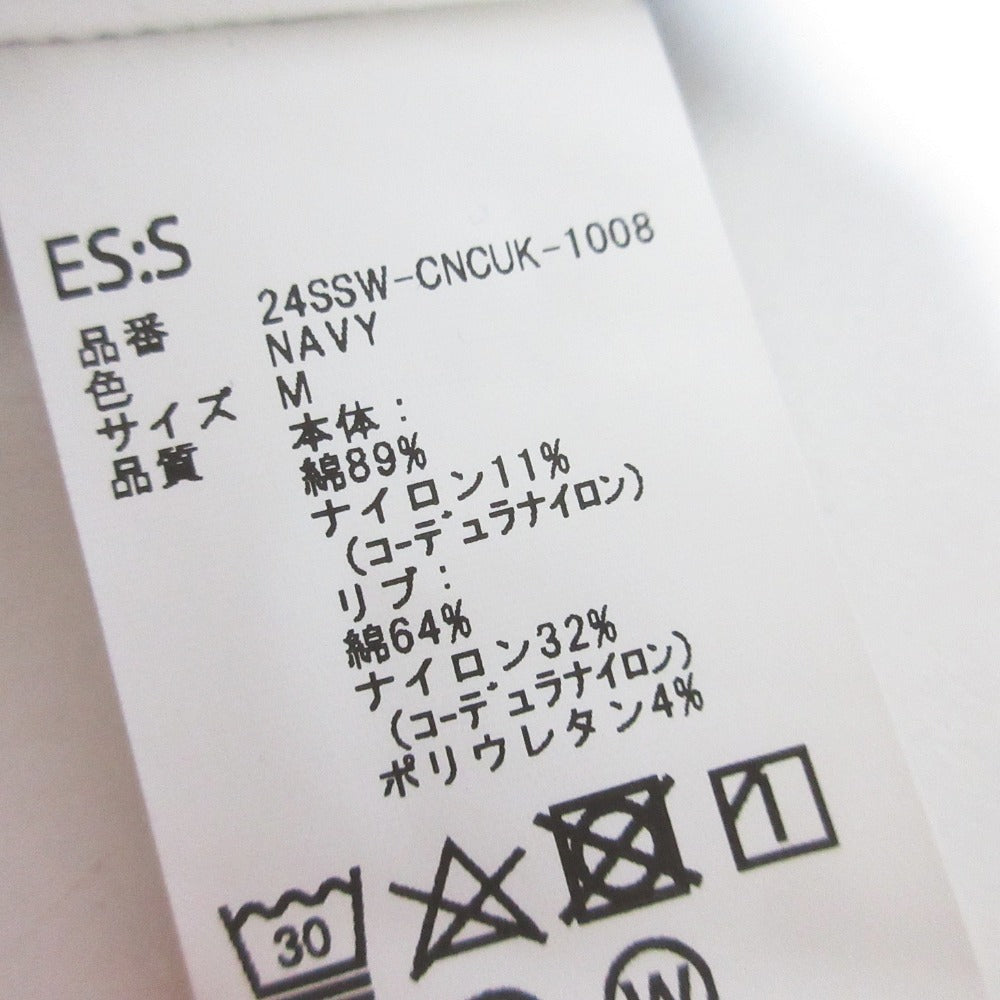 ES:S
品番 24SSW-CNCUK-1008
色 NAVY
サイズ M
品質 本体:
綿89%
ナイロン11%
(コーデュラナイロン)
リブ:
綿64%
ナイロン32%
(コーデュラナイロン)
ポリウレタン4%
30
W